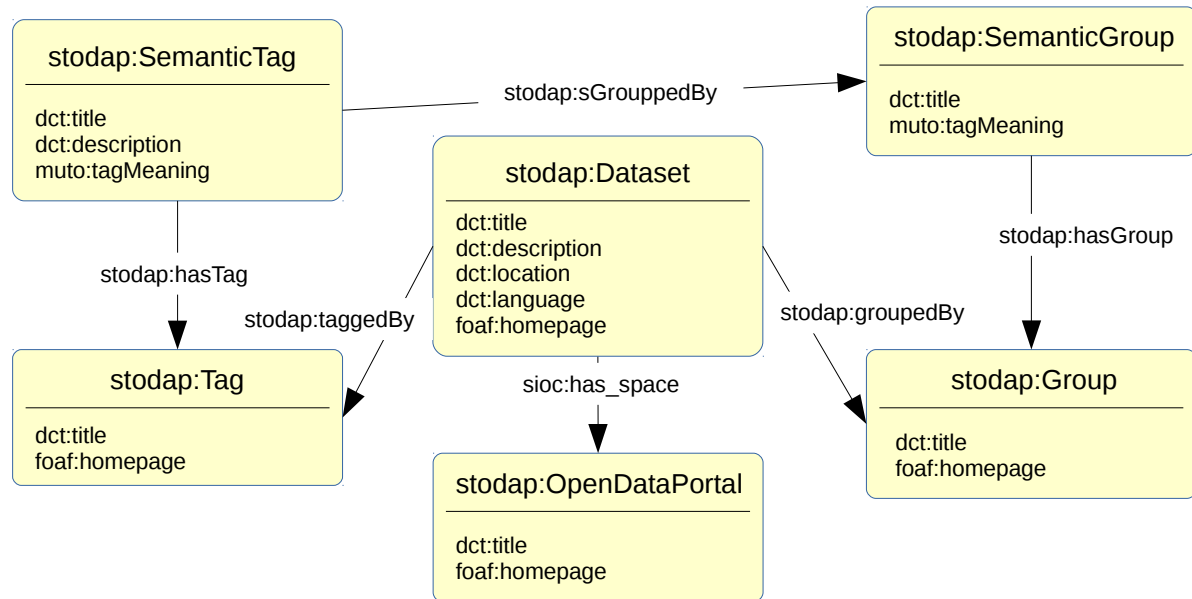 stodap:SemanticTag
dct:title
dct:description
muto:tagMeaning
stodap:sGrouppedBy
stodap:SemanticGroup
dct:title
muto:tagMeaning
stodap:Dataset
dct:title
dct:description
dct:location
dct:language
foaf:homepage
stodap:hasTag
stodap:taggedBy
stodap:groupedBy
stodap:hasGroup
sioc:has_space
stodap:Tag
dct:title
foaf:homepage
stodap:OpenDataPortal
dct:title
foaf:homepage
stodap:Group
dct:title
foaf:homepage